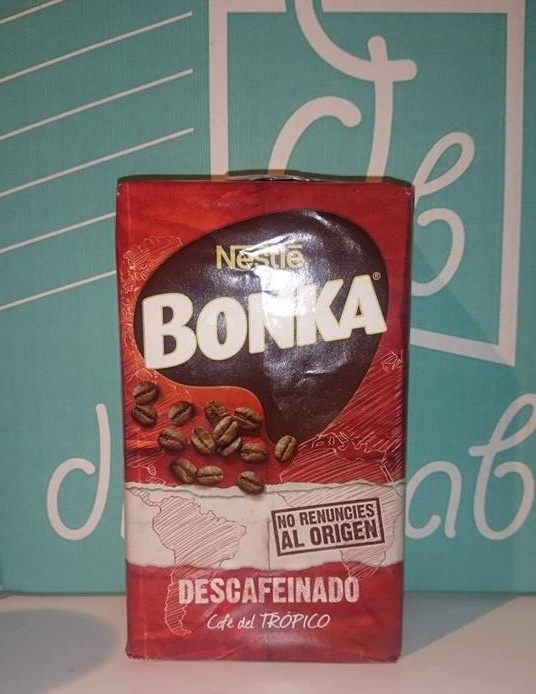 Nestlé
BONKA®
NO RENUNCIES
AL ORIGEN
DESCAFEINADO
Café del TRÓPICO